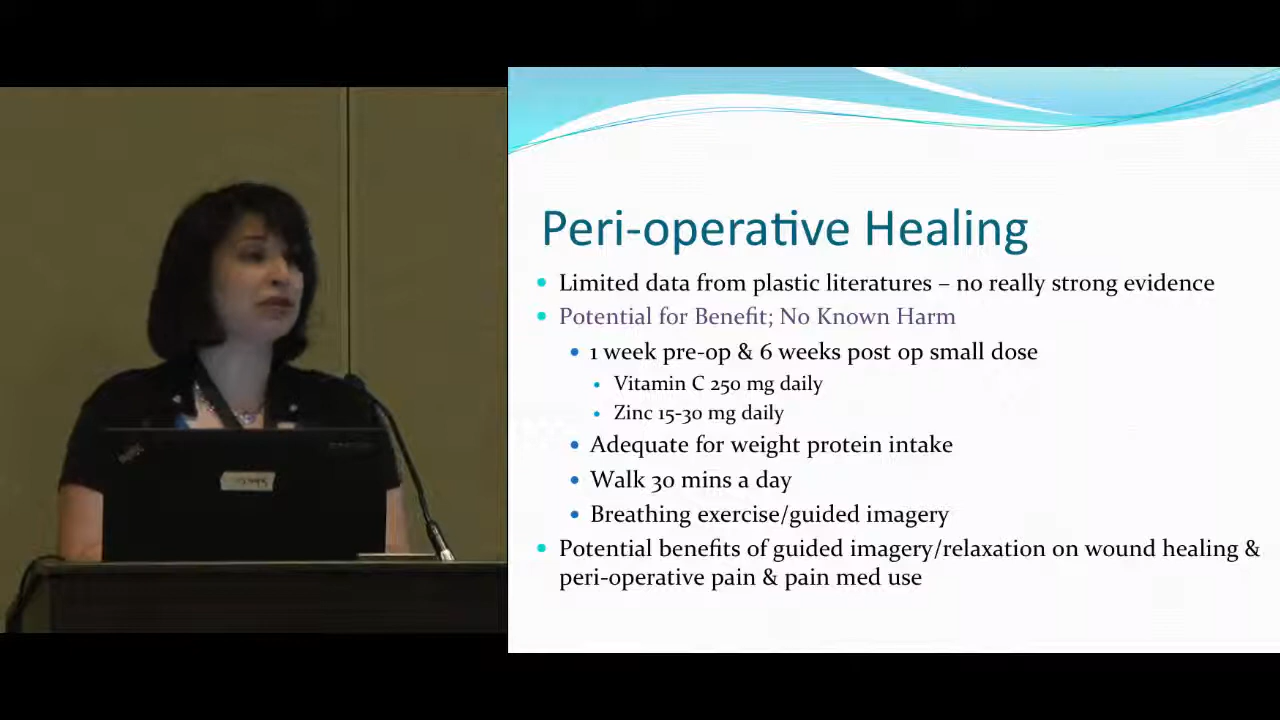 Peri-operative Healing
Limited data from plastic literatures – no really strong evidence
Potential for Benefit; No Known Harm
1 week pre-op & 6 weeks post op small dose
Vitamin C 250 mg daily
Zinc 15-30 mg daily
Adequate for weight protein intake
Walk 30 mins a day
Breathing exercise/guided imagery
Potential benefits of guided imagery/relaxation on wound healing &
peri-operative pain & pain med use